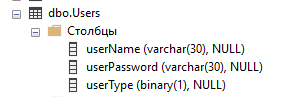 dbo.Users
Столбцы
userName (varchar(30), NULL)
userPassword (varchar(30), NULL)
userType (binary(1), NULL)